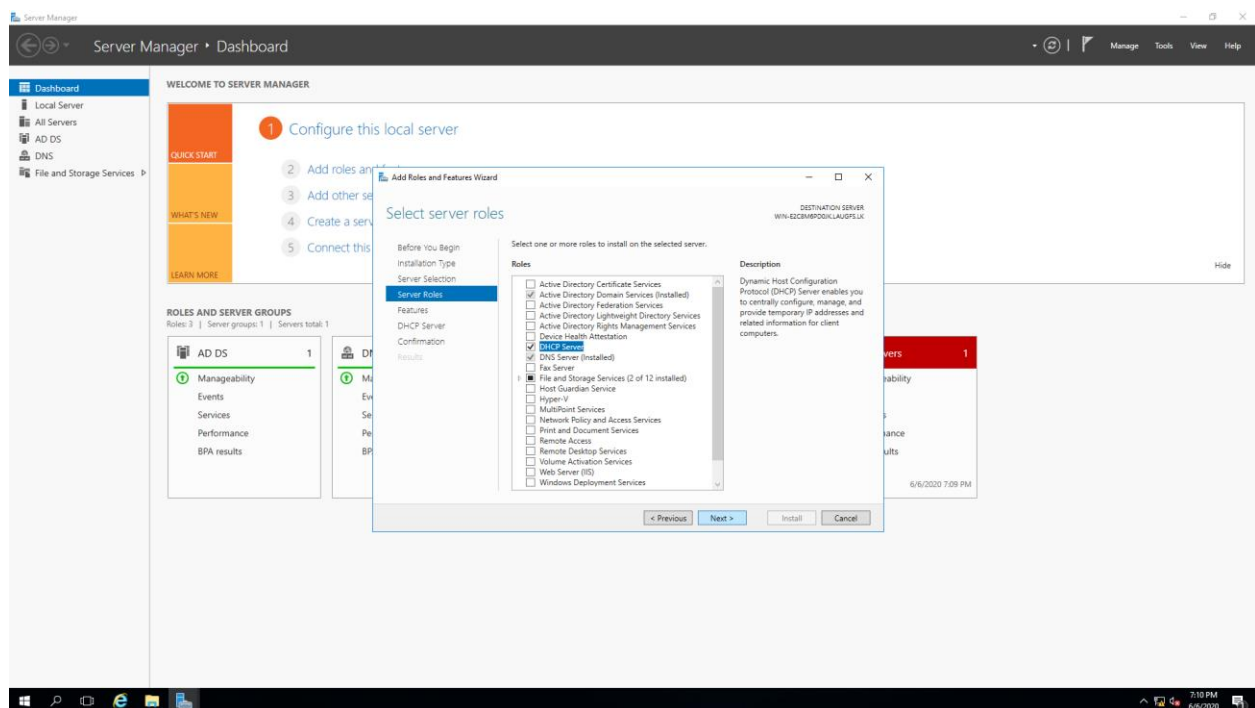 Server Manager
Server Manager • Dashboard
Manage Tools View Help
Dashboard
Local Server
All Servers
AD DS
DNS
File and Storage Services
WELCOME TO SERVER MANAGER
QUICK START
WHAT'S NEW
LEARN MORE
1 Configure this local server
2 Add roles an
3 Add other se
4 Create a serv
5 Connect this
Hide
ROLES AND SERVER GROUPS
Roles: 3 | Server groups: 1 | Servers total: 1
AD DS 1
Manageability
Events
Services
Performance
BPA results
vers 1
eability
ance
ults
6/6/2020 7:09 PM
Add Roles and Features Wizard
Select server roles
DESTINATION SERVER
Before You Begin
Installation Type
Server Selection
Server Roles
Features
DHCP Server
Confirmation
Results
Select one or more roles to install on the selected server.
Roles
Active Directory Certificate Services
Active Directory Domain Services (Installed)
Active Directory Federation Services
Active Directory Lightweight Directory Services
Active Directory Rights Management Services
Device Health Attestation
DHCP Server
DNS Server (Installed)
Fax Server
File and Storage Services (2 of 12 installed)
Host Guardian Service
Hyper-V
MultiPoint Services
Network Policy and Access Services
Print and Document Services
Remote Access
Remote Desktop Services
Volume Activation Services
Web Server (IIS)
Windows Deployment Services
Description
Dynamic Host Configuration
Protocol (DHCP) Server enables you
to centrally configure, manage, and
provide temporary IP addresses and
related information for client
computers.
< Previous Next > Install Cancel
7:10 PM
6/6/2020